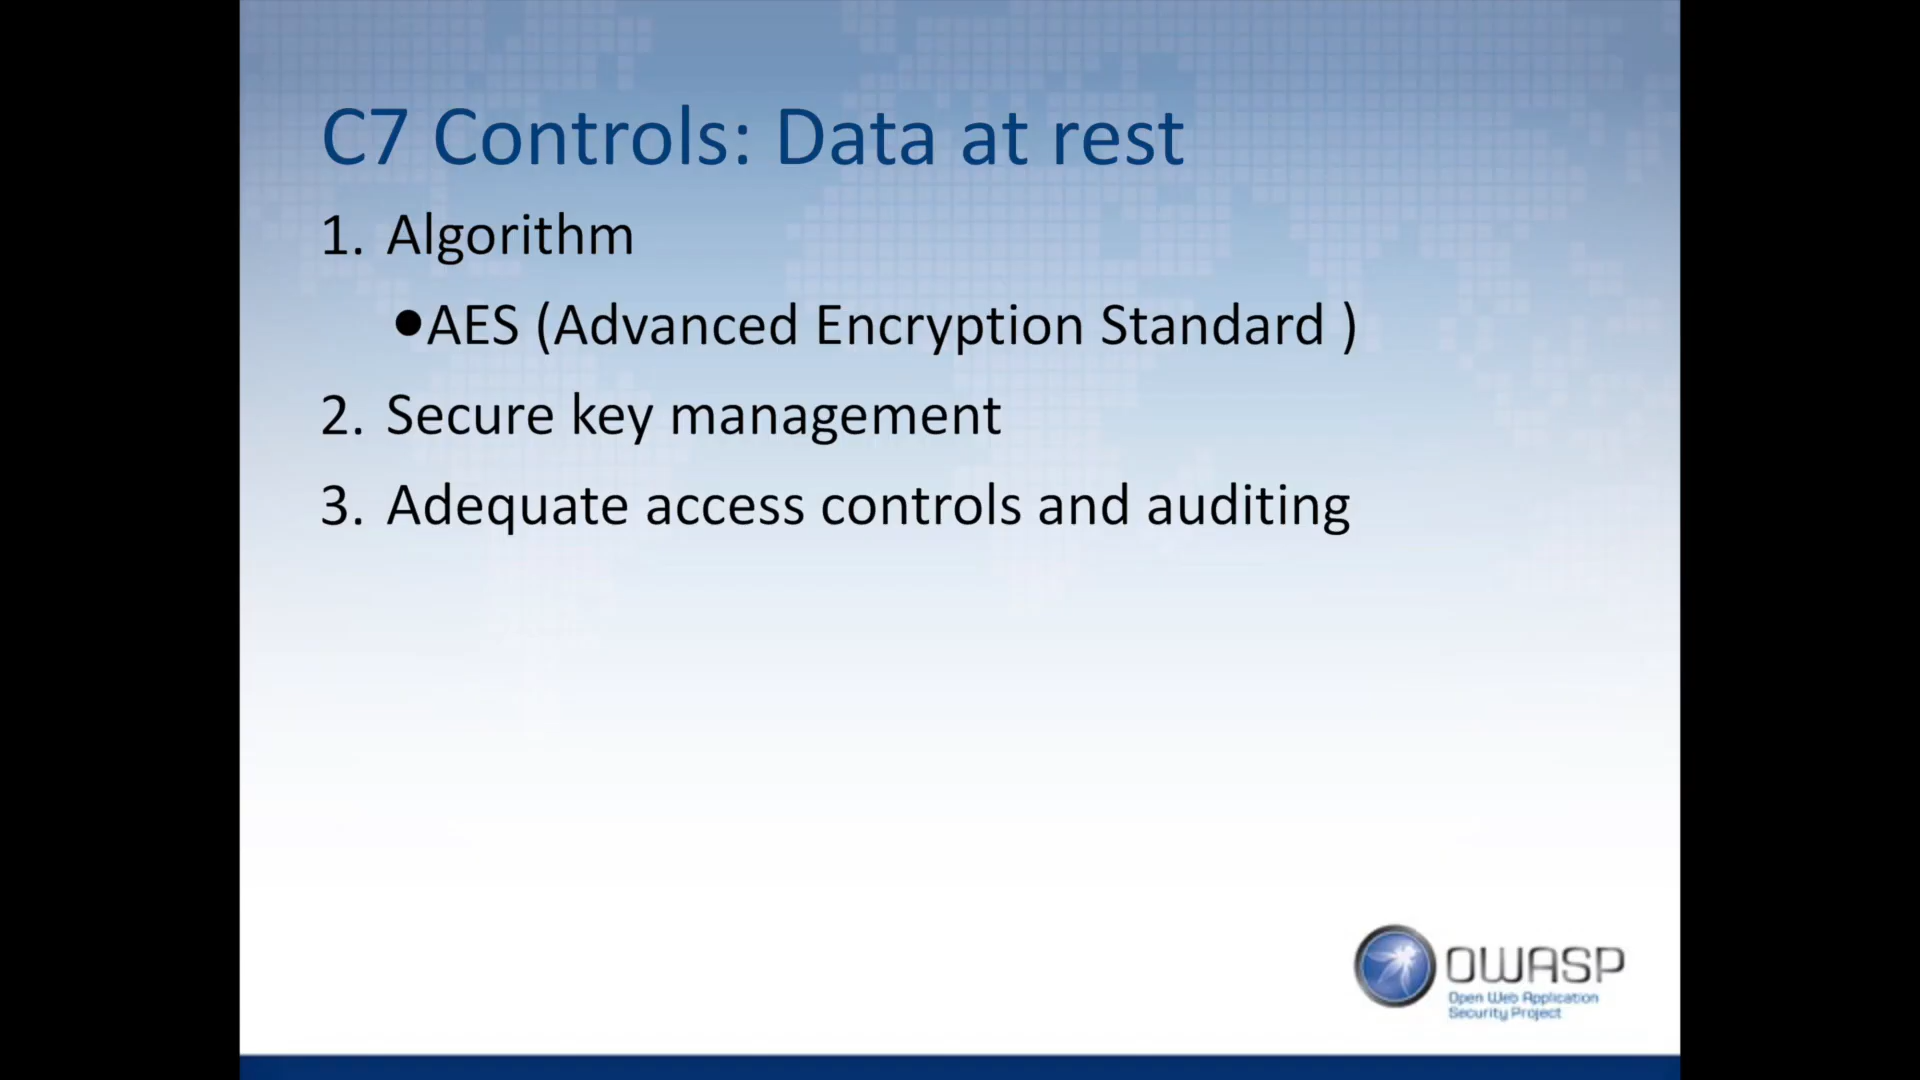 C7 Controls: Data at rest
1. Algorithm
●AES (Advanced Encryption Standard )
2. Secure key management
3. Adequate access controls and auditing
OWASP
Open Web Application
Security Project